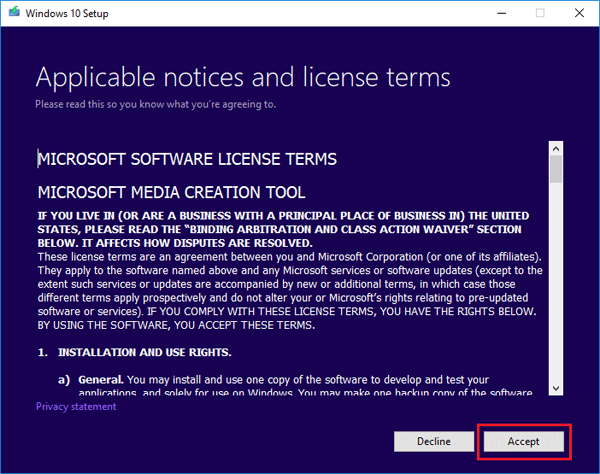 Windows 10 Setup
Applicable notices and license terms
Please read this so you know what you're agreeing to.
MICROSOFT SOFTWARE LICENSE TERMS
MICROSOFT MEDIA CREATION TOOL
IF YOU LIVE IN (OR ARE A BUSINESS WITH A PRINCIPAL PLACE OF BUSINESS IN) THE UNITED
STATES, PLEASE READ THE “BINDING ARBITRATION AND CLASS ACTION WAIVER” SECTION
BELOW. IT AFFECTS HOW DISPUTES ARE RESOLVED.
These license terms are an agreement between you and Microsoft Corporation (or one of its affiliates).
They apply to the software named above and any Microsoft services or software updates (except to the
extent such services or updates are accompanied by new or additional terms, in which case those
different terms apply prospectively and do not alter your or Microsoft’s rights relating to pre-updated
software or services). IF YOU COMPLY WITH THESE LICENSE TERMS, YOU HAVE THE RIGHTS BELOW.
BY USING THE SOFTWARE, YOU ACCEPT THESE TERMS.
1. INSTALLATION AND USE RIGHTS.
a) General. You may install and use one copy of the software to develop and test your
applications, and solely for use on Windows. You may make one backup copy of the software
Privacy statement
Decline
Accept